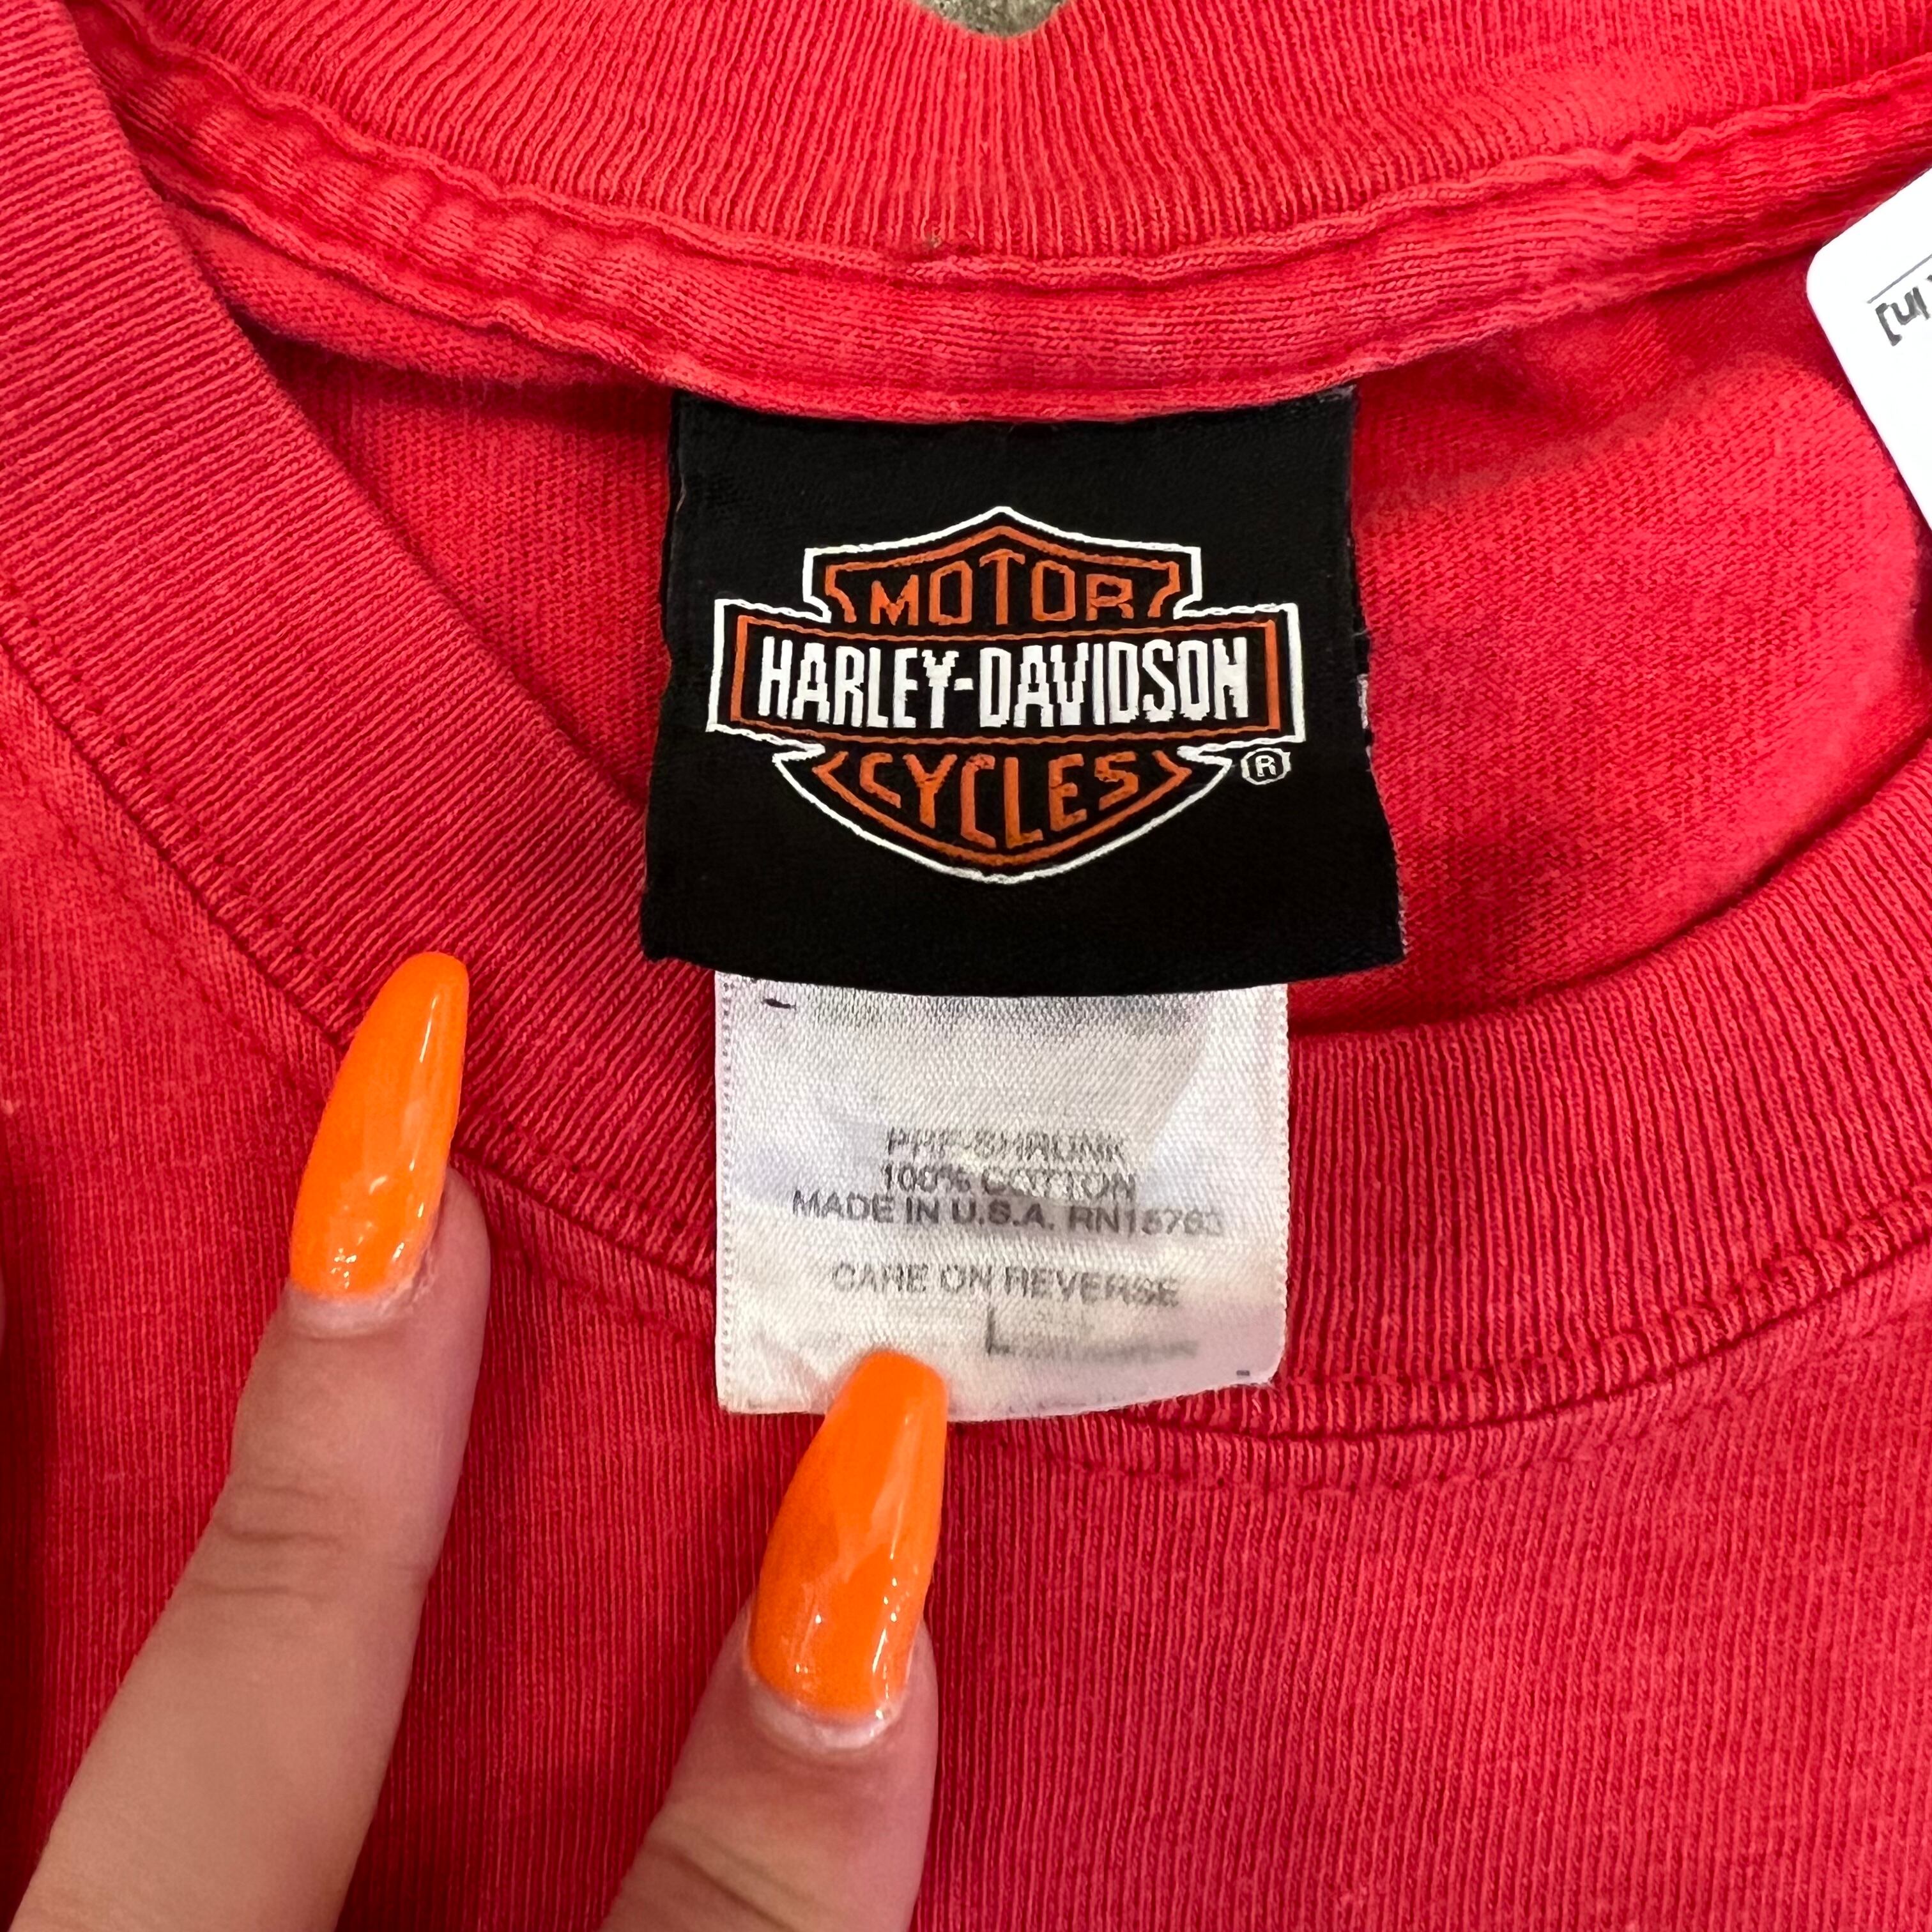 MOTOR
HARLEY-DAVIDSON
CYCLES
®
PRE-SHRUNK
100% COTTON
MADE IN U.S.A. RN15763
CARE ON REVERSE
L